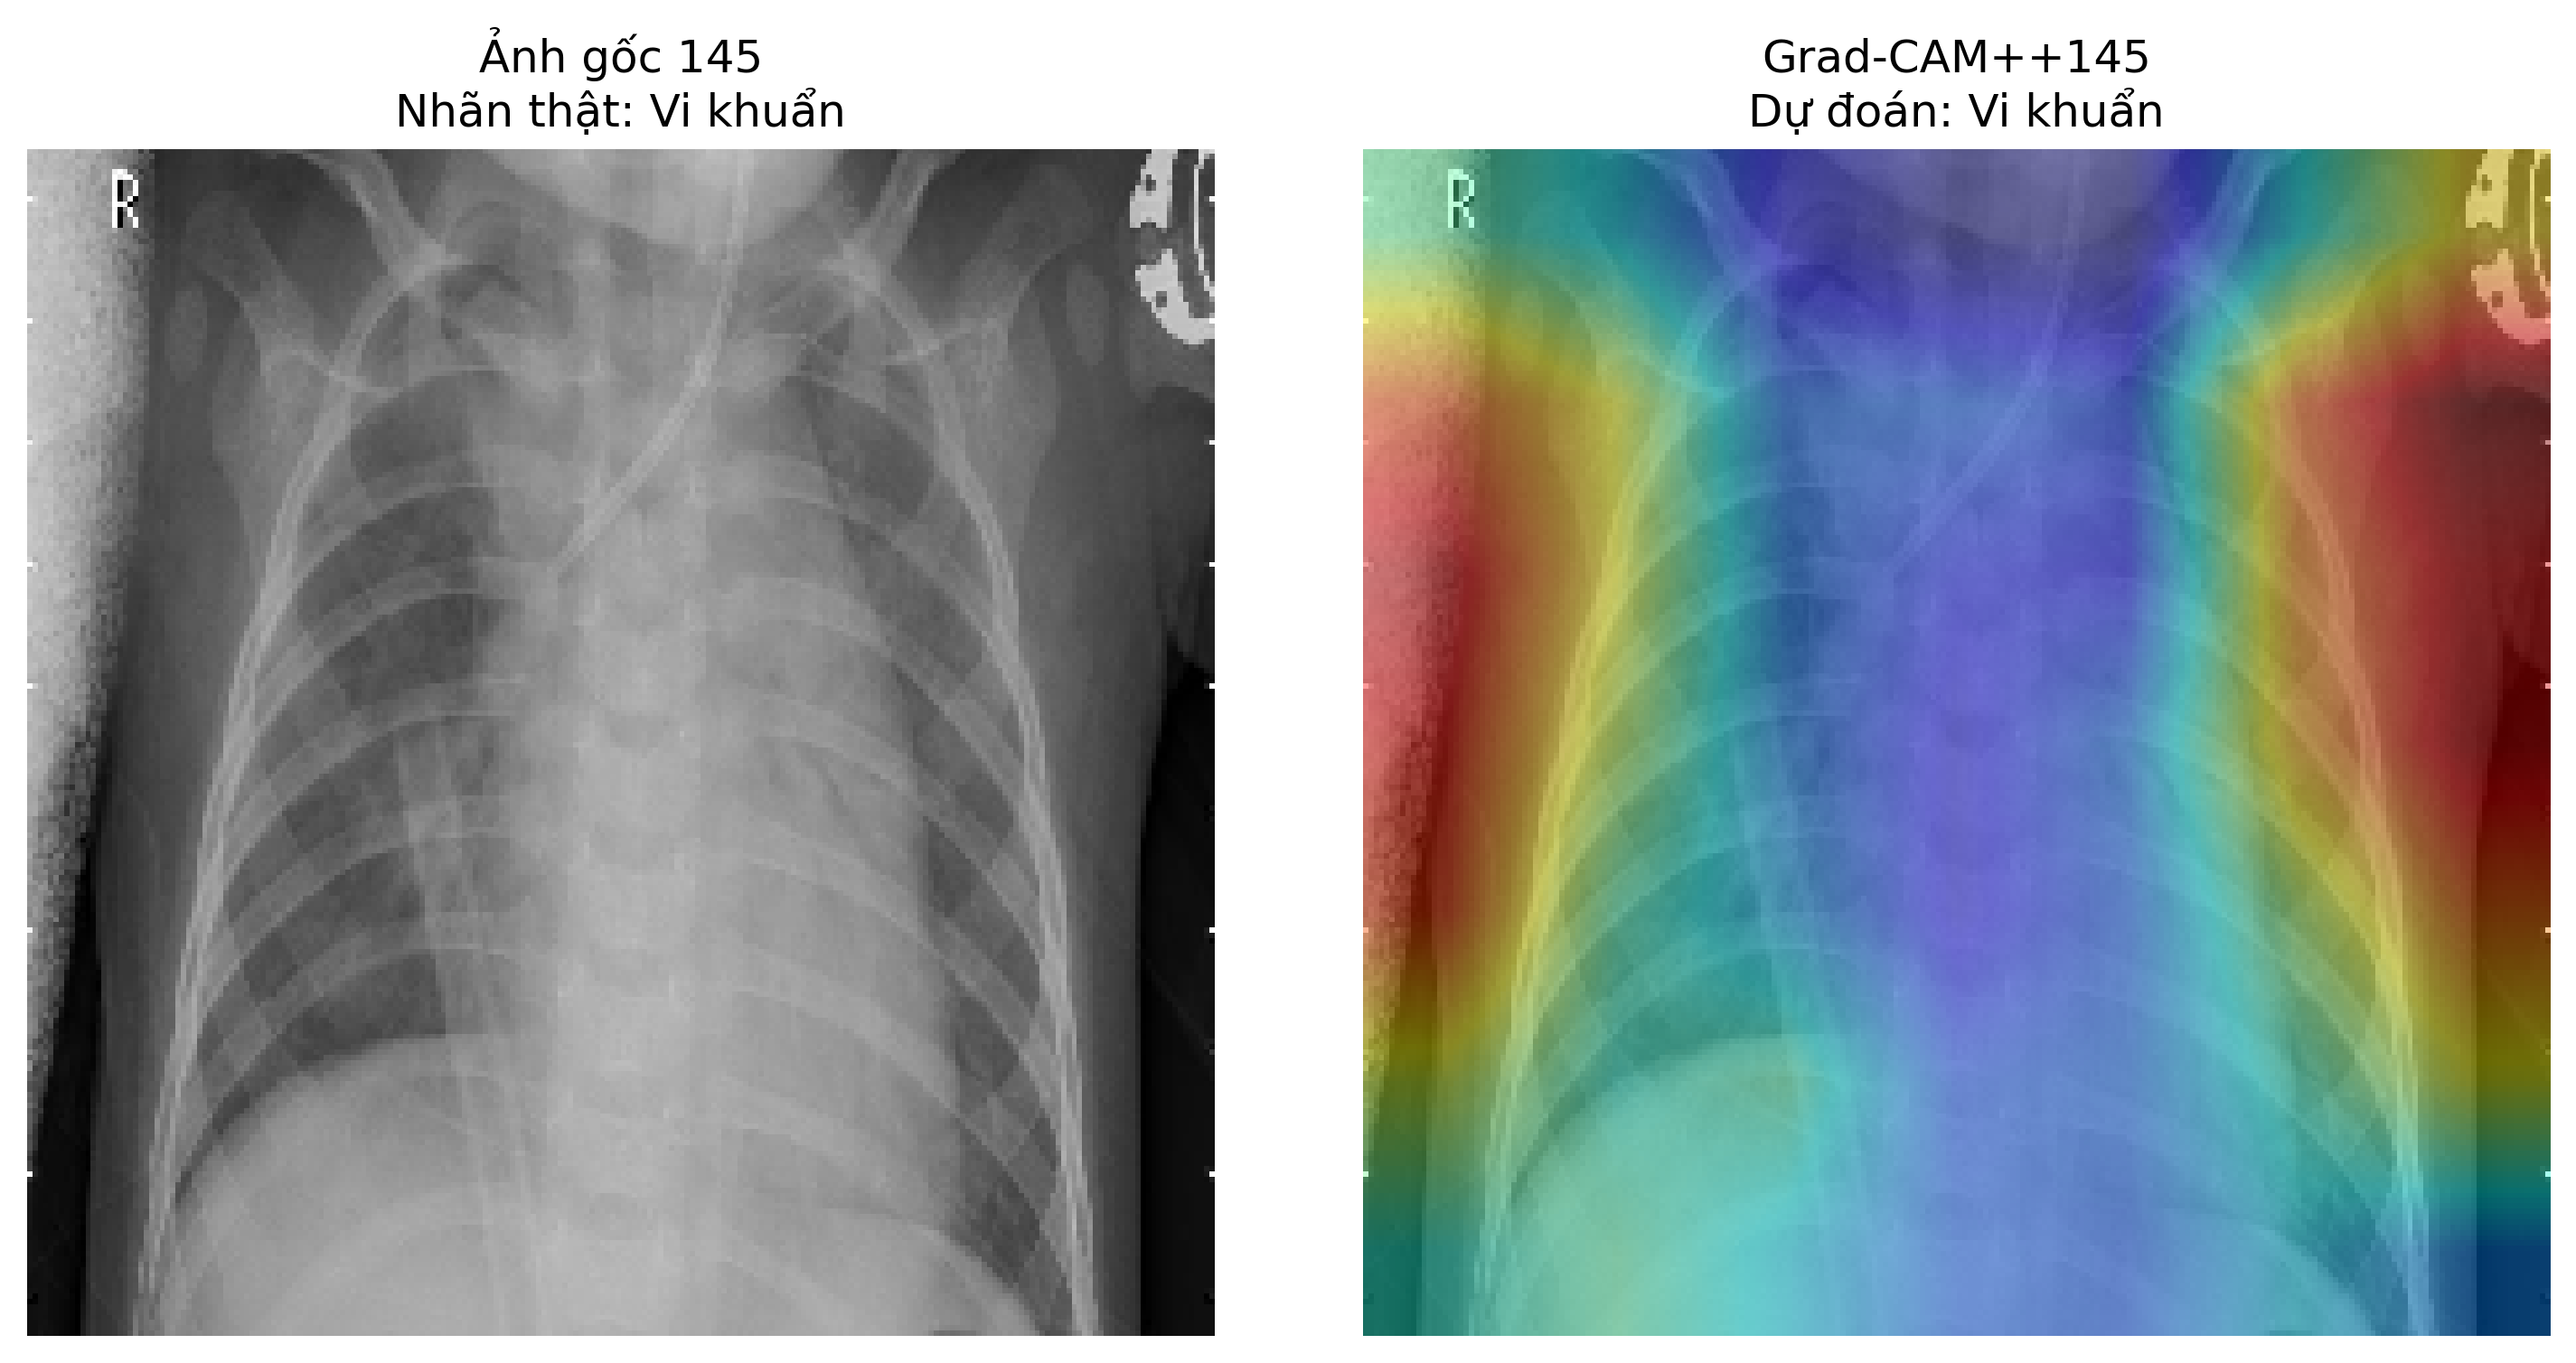 Ảnh gốc 145
Nhãn thật: Vi khuẩn
R
Grad-CAM++145
Dự đoán: Vi khuẩn
R